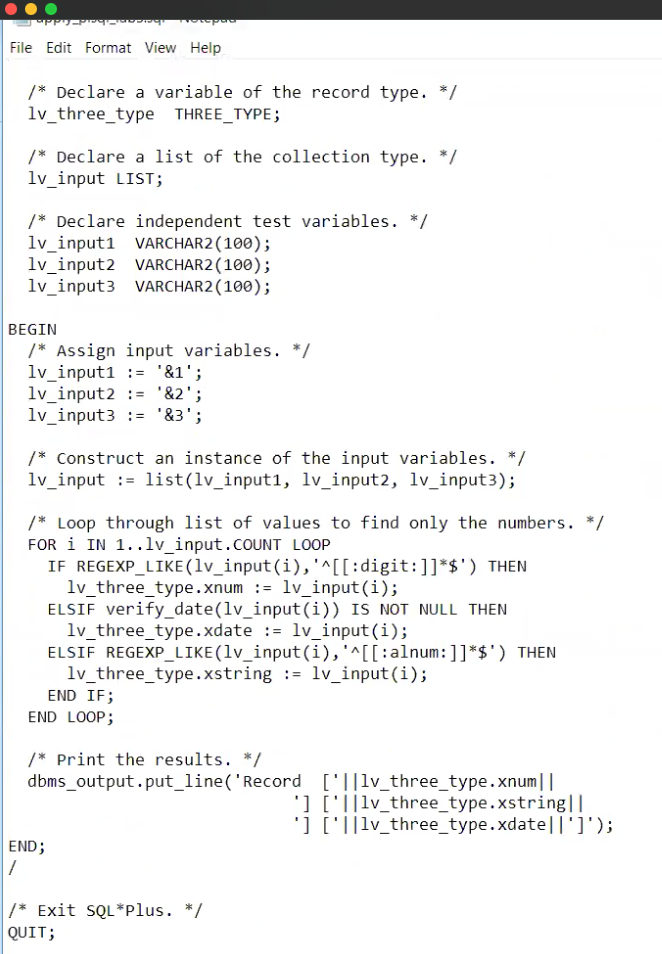 File Edit Format View Help
/* Declare a variable of the record type. */
lv_three_type  THREE_TYPE;
/* Declare a list of the collection type. */
lv_input LIST;
/* Declare independent test variables. */
lv_input1  VARCHAR2(100);
lv_input2  VARCHAR2(100);
lv_input3  VARCHAR2(100);
BEGIN
/* Assign input variables. */
lv_input1 := '&1';
lv_input2 := '&2';
lv_input3 := '&3';
/* Construct an instance of the input variables. */
lv_input := list(lv_input1, lv_input2, lv_input3);
/* Loop through list of values to find only the numbers. */
FOR i IN 1..lv_input.COUNT LOOP
IF REGEXP_LIKE(lv_input(i),'^[[:digit:]]*$') THEN
lv_three_type.xnum := lv_input(i);
ELSIF verify_date(lv_input(i)) IS NOT NULL THEN
lv_three_type.xdate := lv_input(i);
ELSIF REGEXP_LIKE(lv_input(i),'^[[:alnum:]]*$') THEN
lv_three_type.xstring := lv_input(i);
END IF;
END LOOP;
/* Print the results. */
dbms_output.put_line('Record  ['||lv_three_type.xnum||
'] ['||lv_three_type.xstring||
'] ['||lv_three_type.xdate||']');
END;
/
/* Exit SQL*Plus. */
QUIT;